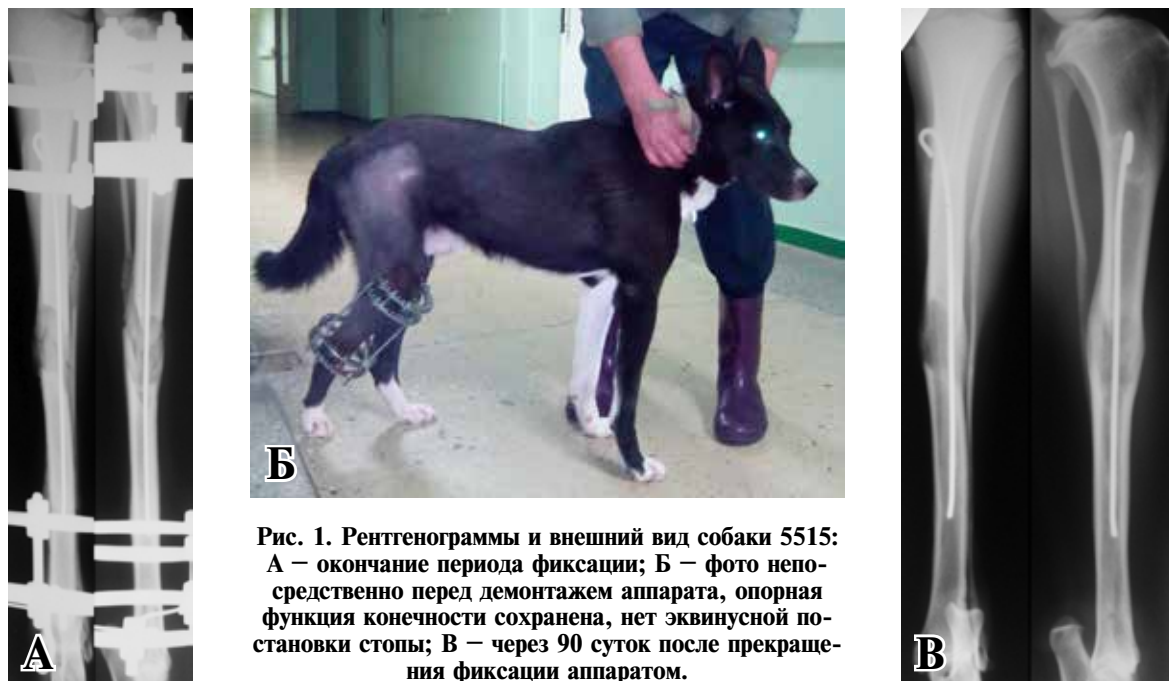 А
Б
В
Рис. 1. Рентгенограммы и внешний вид собаки 5515:
А – окончание периода фиксации; Б – фото непо-
средственно перед демонтажем аппарата, опорная
функция конечности сохранена, нет эквинусной по-
становки стопы; В – через 90 суток после прекраще-
ния фиксации аппаратом.